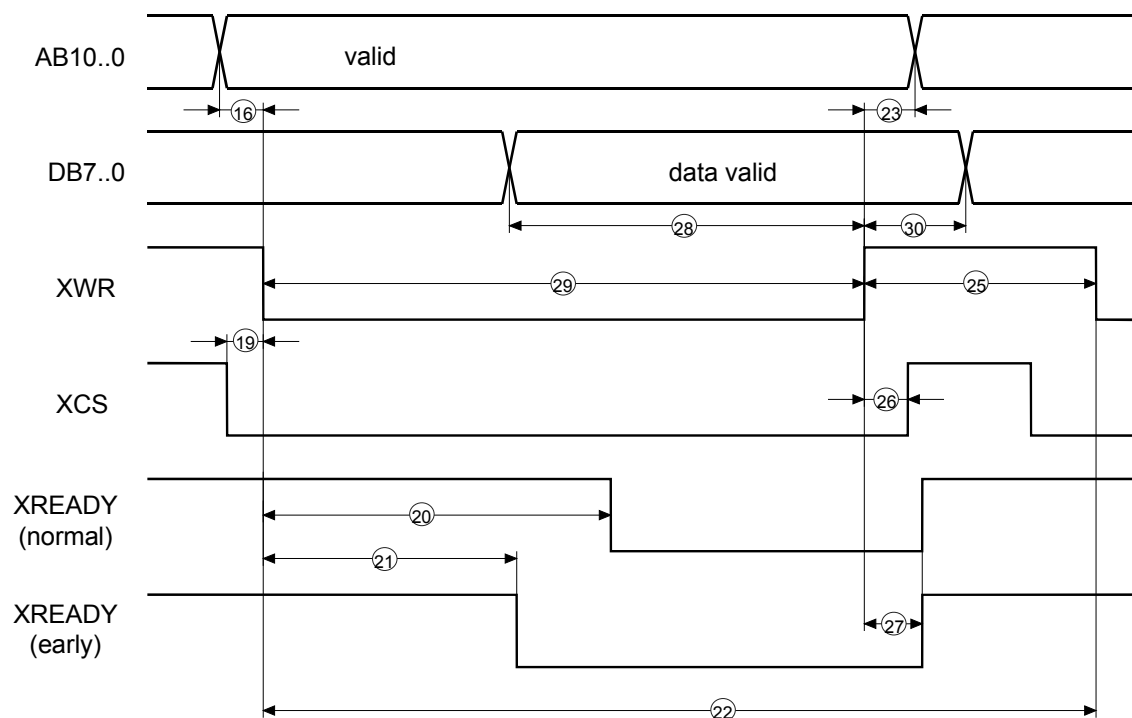 AB10..0
valid
16
23
DB7..0
data valid
28
30
XWR
29
25
19
XCS
26
XREADY
(normal)
20
21
XREADY
(early)
27
22